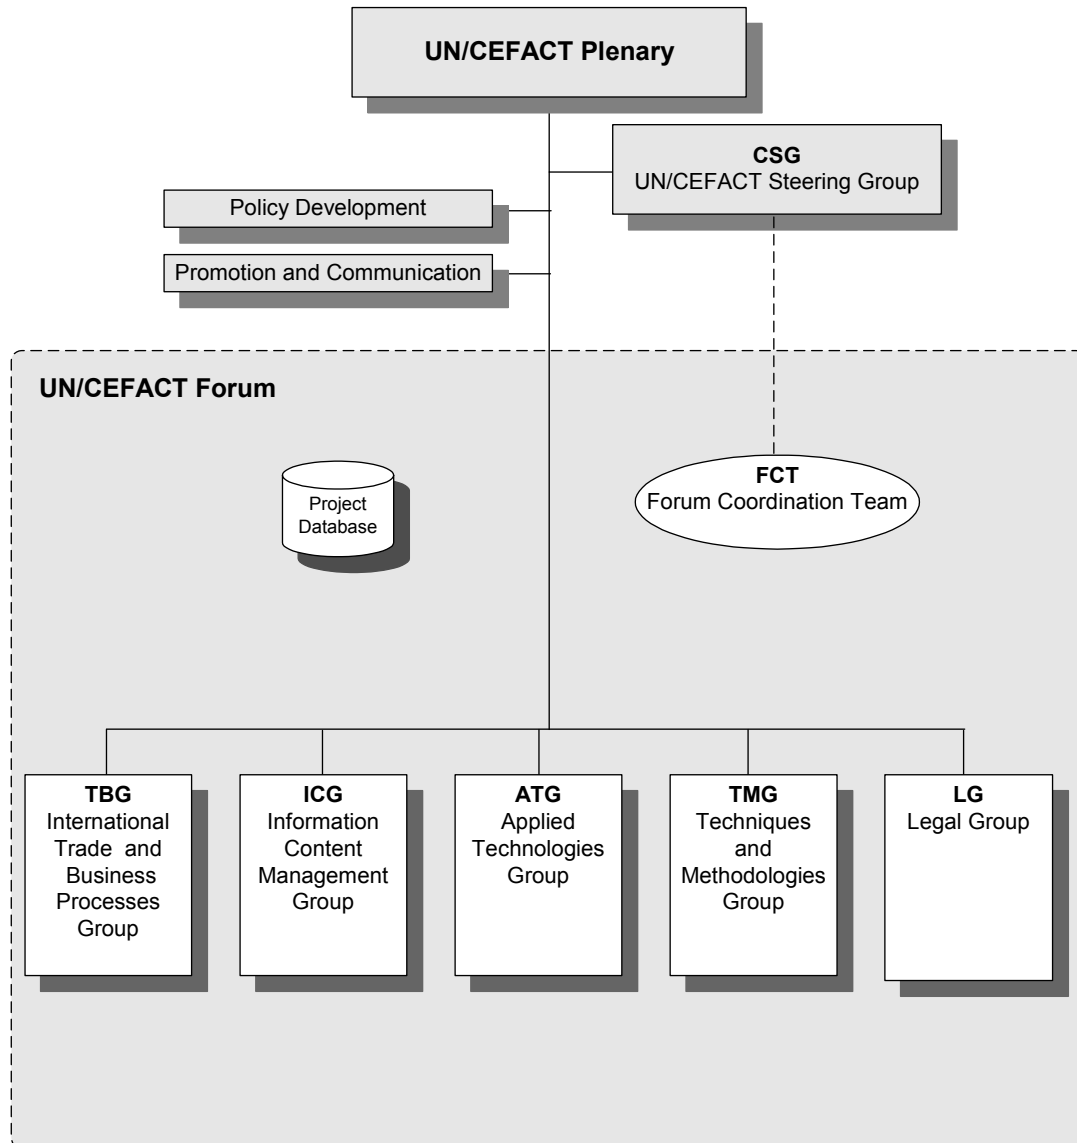 UN/CEFACT Plenary
CSG
UN/CEFACT Steering Group
Policy Development
Promotion and Communication
UN/CEFACT Forum
Project
Database
FCT
Forum Coordination Team
TBG
International
Trade and
Business
Processes
Group
ICG
Information
Content
Management
Group
ATG
Applied
Technologies
Group
TMG
Techniques
and
Methodologies
Group
LG
Legal Group